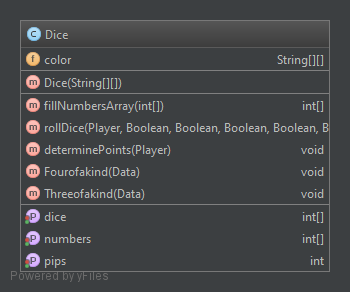 C Dice
f color String[][]
m Dice(String[][])
m fillNumbersArray(int[]) int[]
m rollDice(Player, Boolean, Boolean, Boolean, Boolean, B
m determinePoints(Player) void
m Fourofakind(Data) void
m Threeofakind(Data) void
P dice int[]
P numbers int[]
P pips int
Powered by yFiles